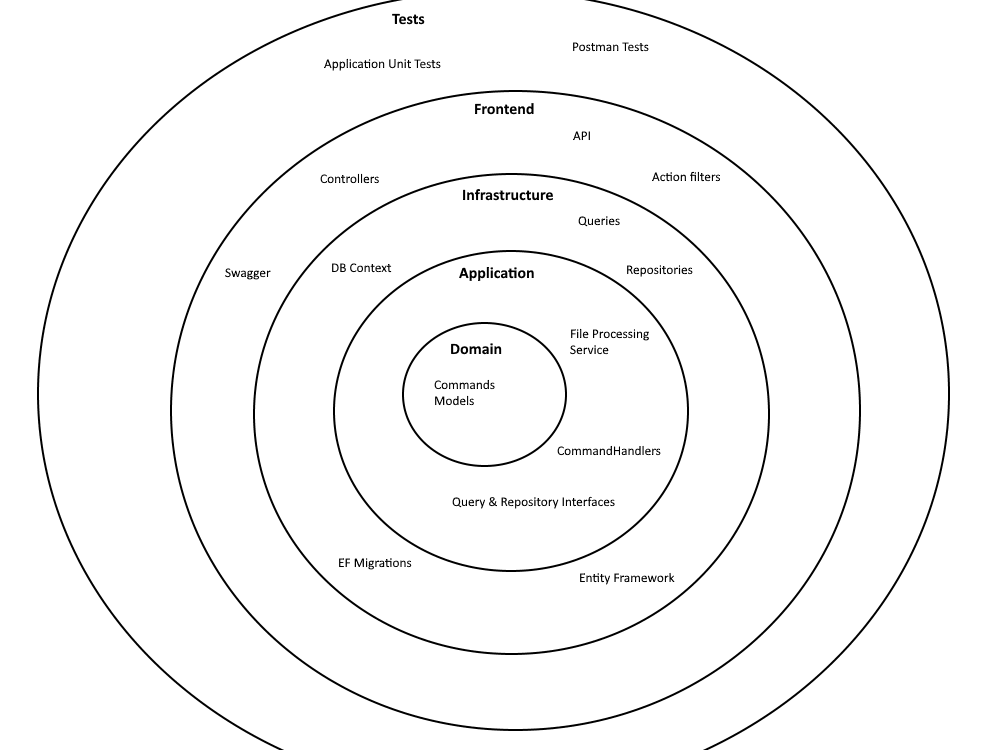 Tests
Postman Tests
Application Unit Tests
Frontend
API
Controllers
Action filters
Infrastructure
Queries
Swagger
DB Context
Repositories
Application
File Processing
Service
Domain
Commands
Models
CommandHandlers
Query & Repository Interfaces
EF Migrations
Entity Framework